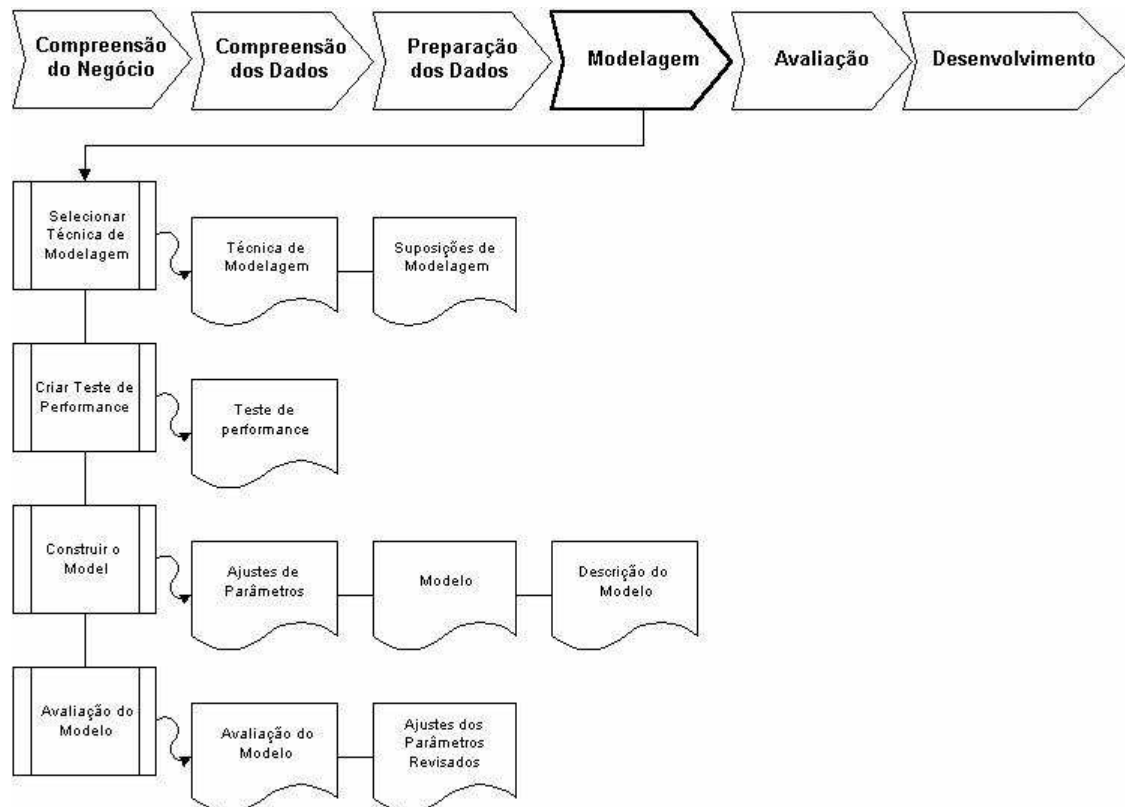 Compreensão
do Negócio
Compreensão
dos Dados
Preparação
dos Dados
Modelagem
Avaliação
Desenvolvimento
Selecionar
Técnica de
Modelagem
Técnica de
Modelagem
Suposições de
Modelagem
Criar Teste de
Performance
Teste de
performance
Construir o
Model
Ajustes de
Parâmetros
Modelo
Descrição do
Modelo
Avaliação do
Modelo
Avaliação do
Modelo
Ajustes dos
Parâmetros
Revisados